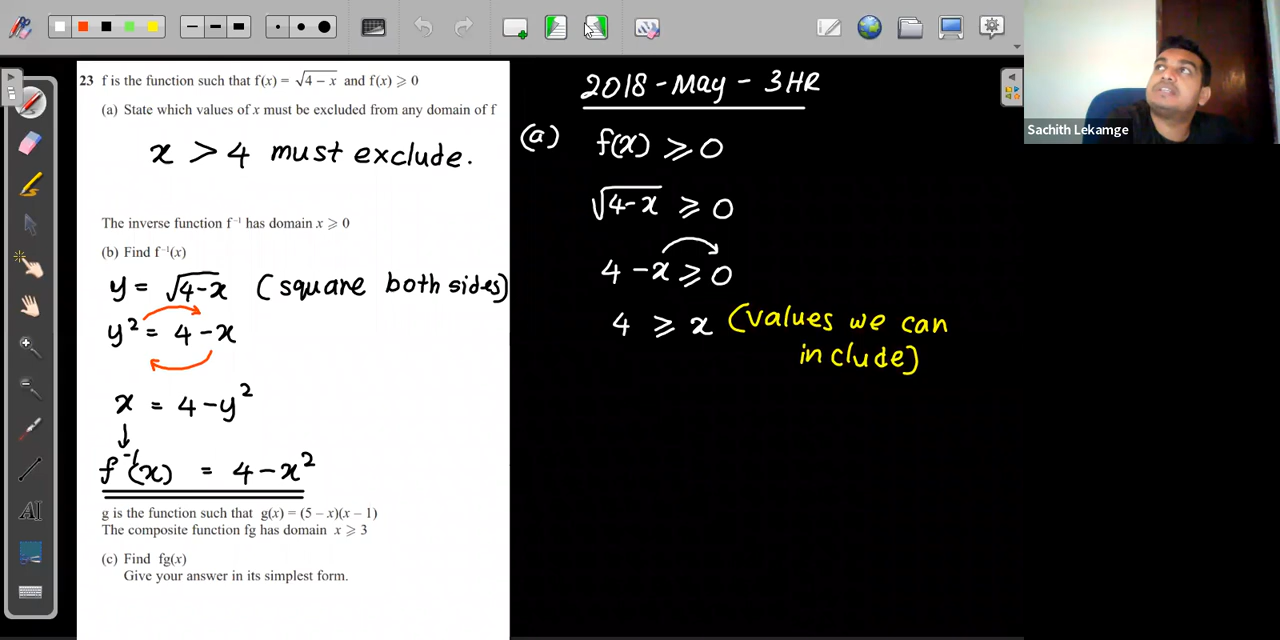 23 f is the function such that f(x) = √(4 − x) and f(x) ⩾ 0
(a) State which values of x must be excluded from any domain of f
x > 4 must exclude.
The inverse function f⁻¹ has domain x ⩾ 0
(b) Find f⁻¹(x)
y = √(4-x) (square both sides)
y² = 4 - x
x = 4 - y²
f⁻¹(x) = 4 - x²
g is the function such that g(x) = (5 − x)(x − 1)
The composite function fg has domain x ⩾ 3
(c) Find fg(x)
Give your answer in its simplest form.
2018 - May - 3HR
(a) f(x) ⩾ 0
√(4-x) ⩾ 0
4 - x ⩾ 0
4 ⩾ x (values we can
include)
AI
Sachith Lekamge